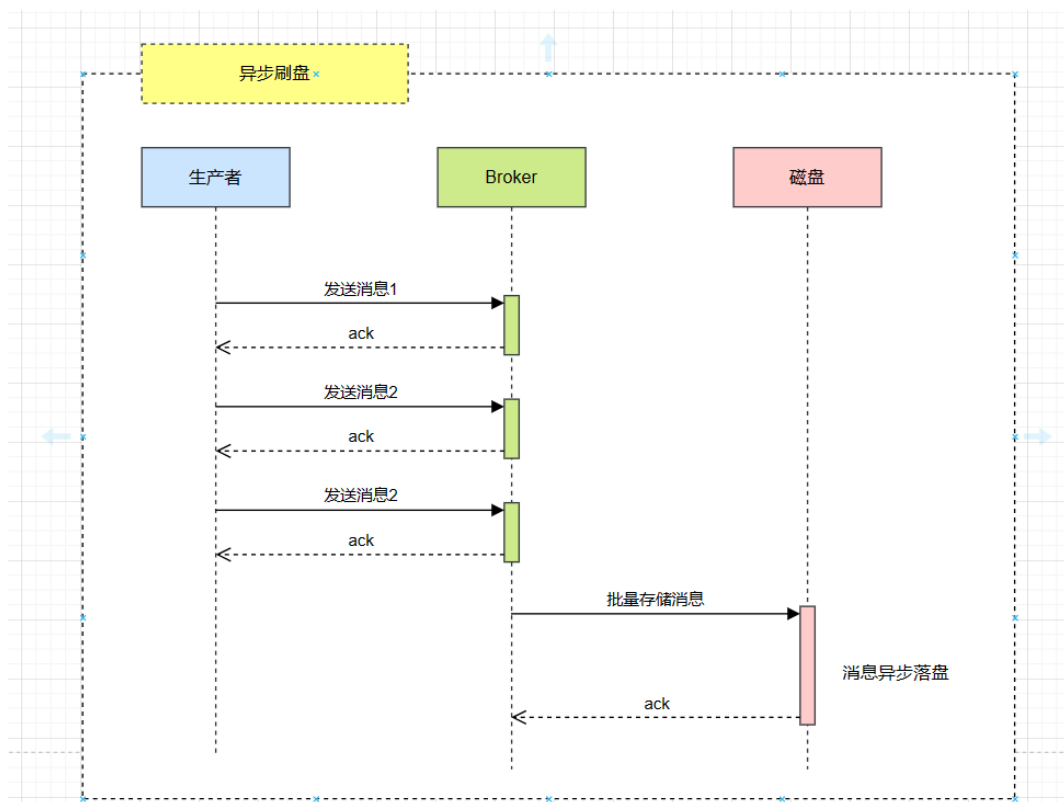 异步刷盘
生产者
Broker
磁盘
发送消息1
ack
发送消息2
ack
发送消息2
ack
批量存储消息
消息异步落盘
ack